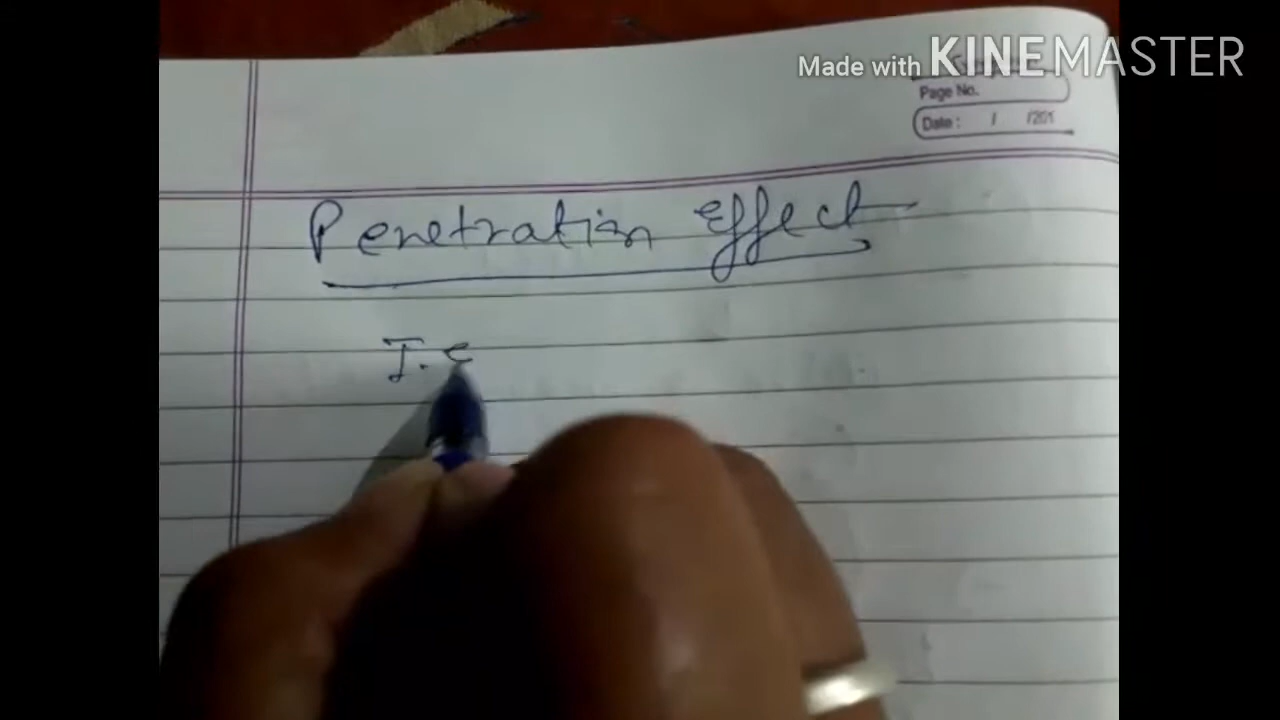 Made with KINEMASTER
Page No.
Date : / /201
Penetration Effect
I. e